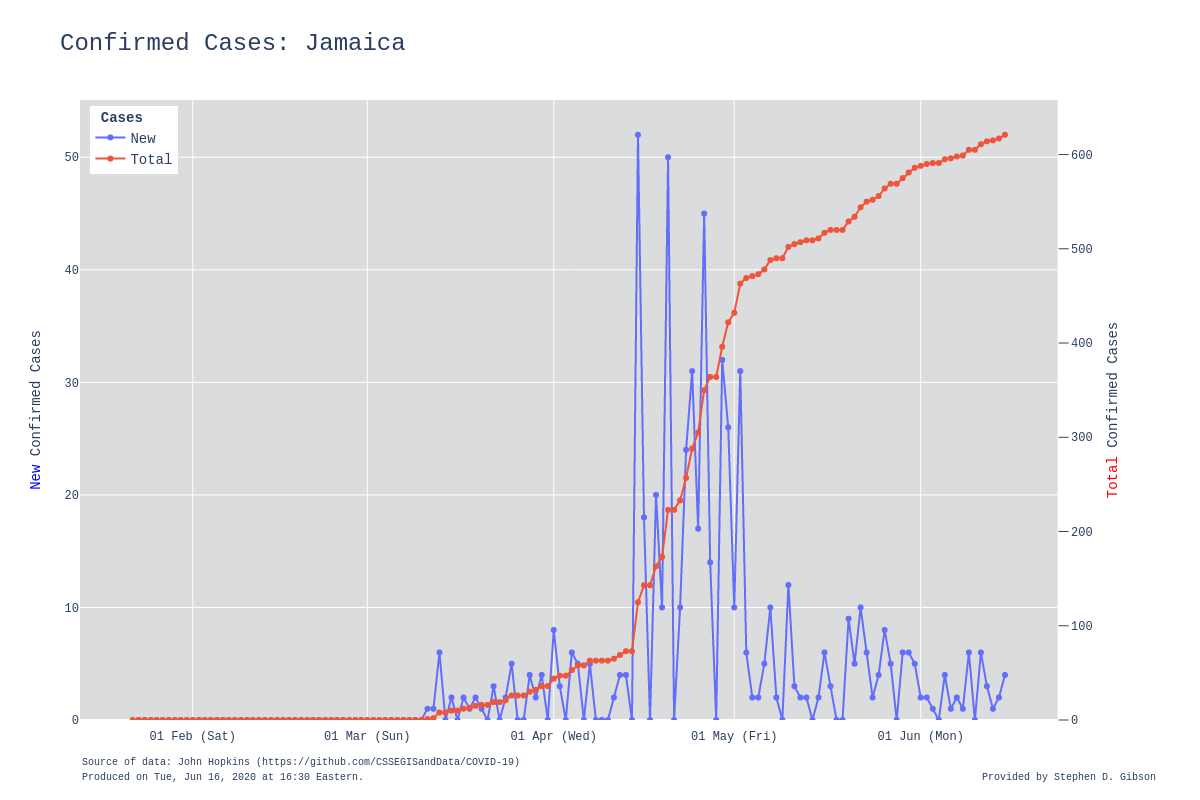 Confirmed Cases: Jamaica
Cases
New
Total
50
40
30
20
10
0
New Confirmed Cases
600
500
400
300
200
100
0
Total Confirmed Cases
01 Feb (Sat)
01 Mar (Sun)
01 Apr (Wed)
01 May (Fri)
01 Jun (Mon)
Source of data: John Hopkins (https://github.com/CSSEGISandData/COVID-19)
Produced on Tue, Jun 16, 2020 at 16:30 Eastern.
Provided by Stephen D. Gibson